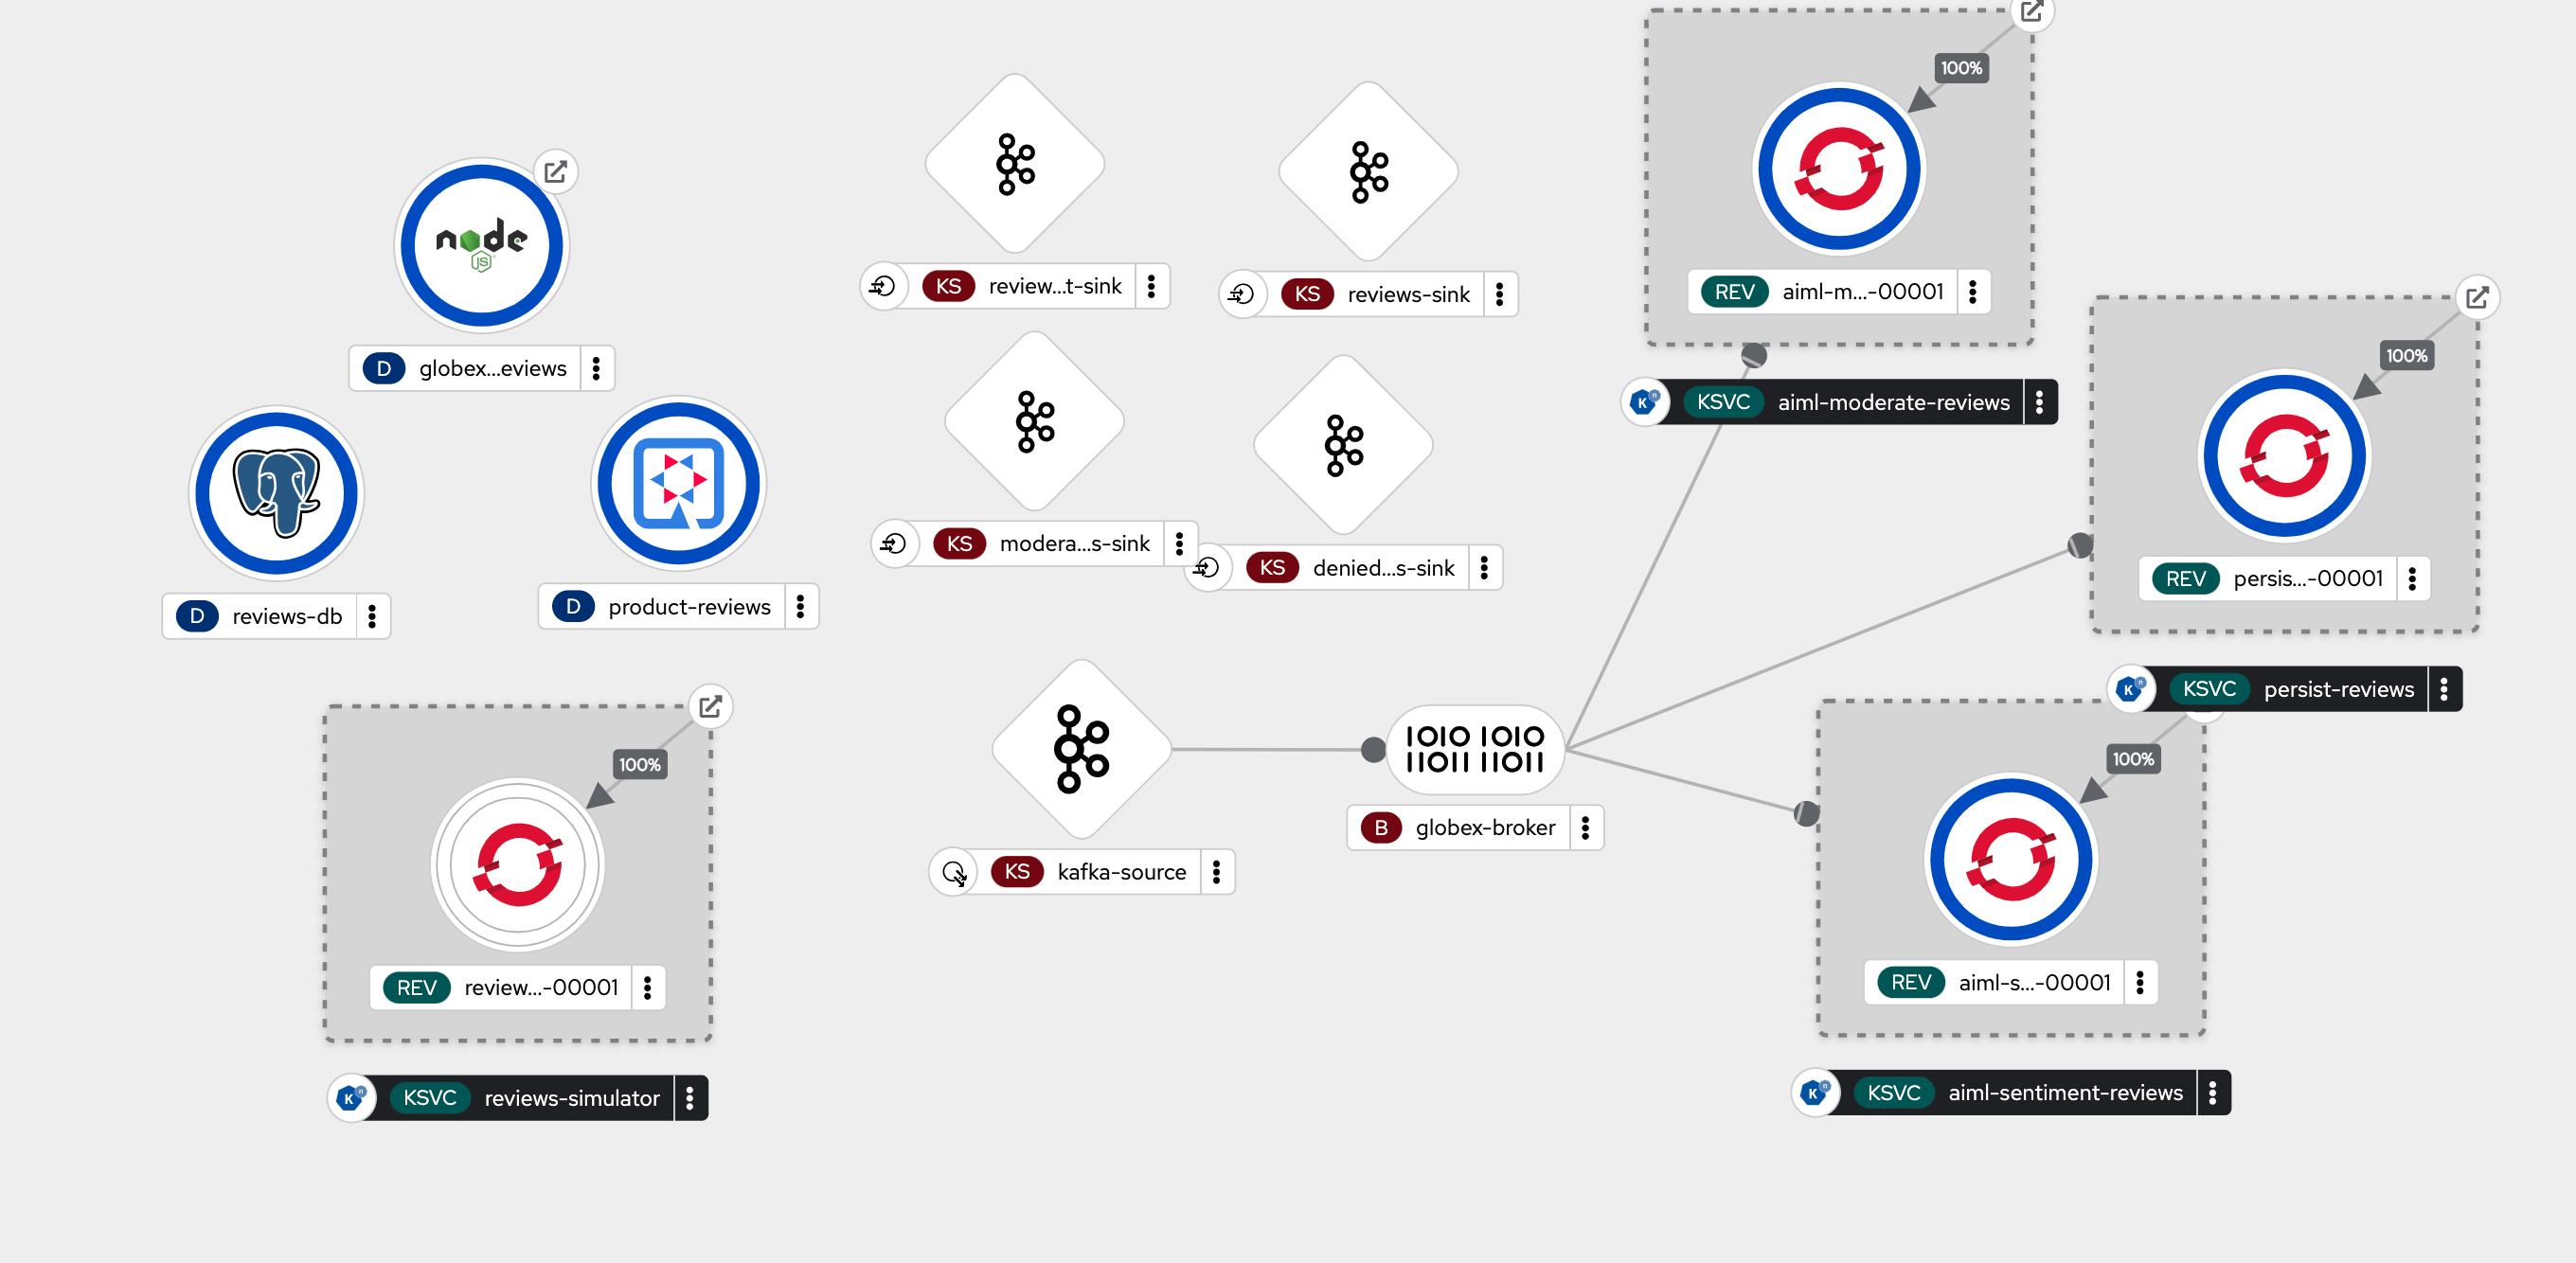 100%
REV aiml-m...-00001
KSVC aiml-moderate-reviews
node
JS
D globex...eviews
KS review...t-sink
KS reviews-sink
100%
REV persis...-00001
KSVC persist-reviews
D reviews-db
D product-reviews
KS modera...s-sink
KS denied...s-sink
100%
REV review...-00001
KSVC reviews-simulator
KS kafka-source
1010 1010
11011 11011
B globex-broker
100%
REV aiml-s...-00001
KSVC aiml-sentiment-reviews